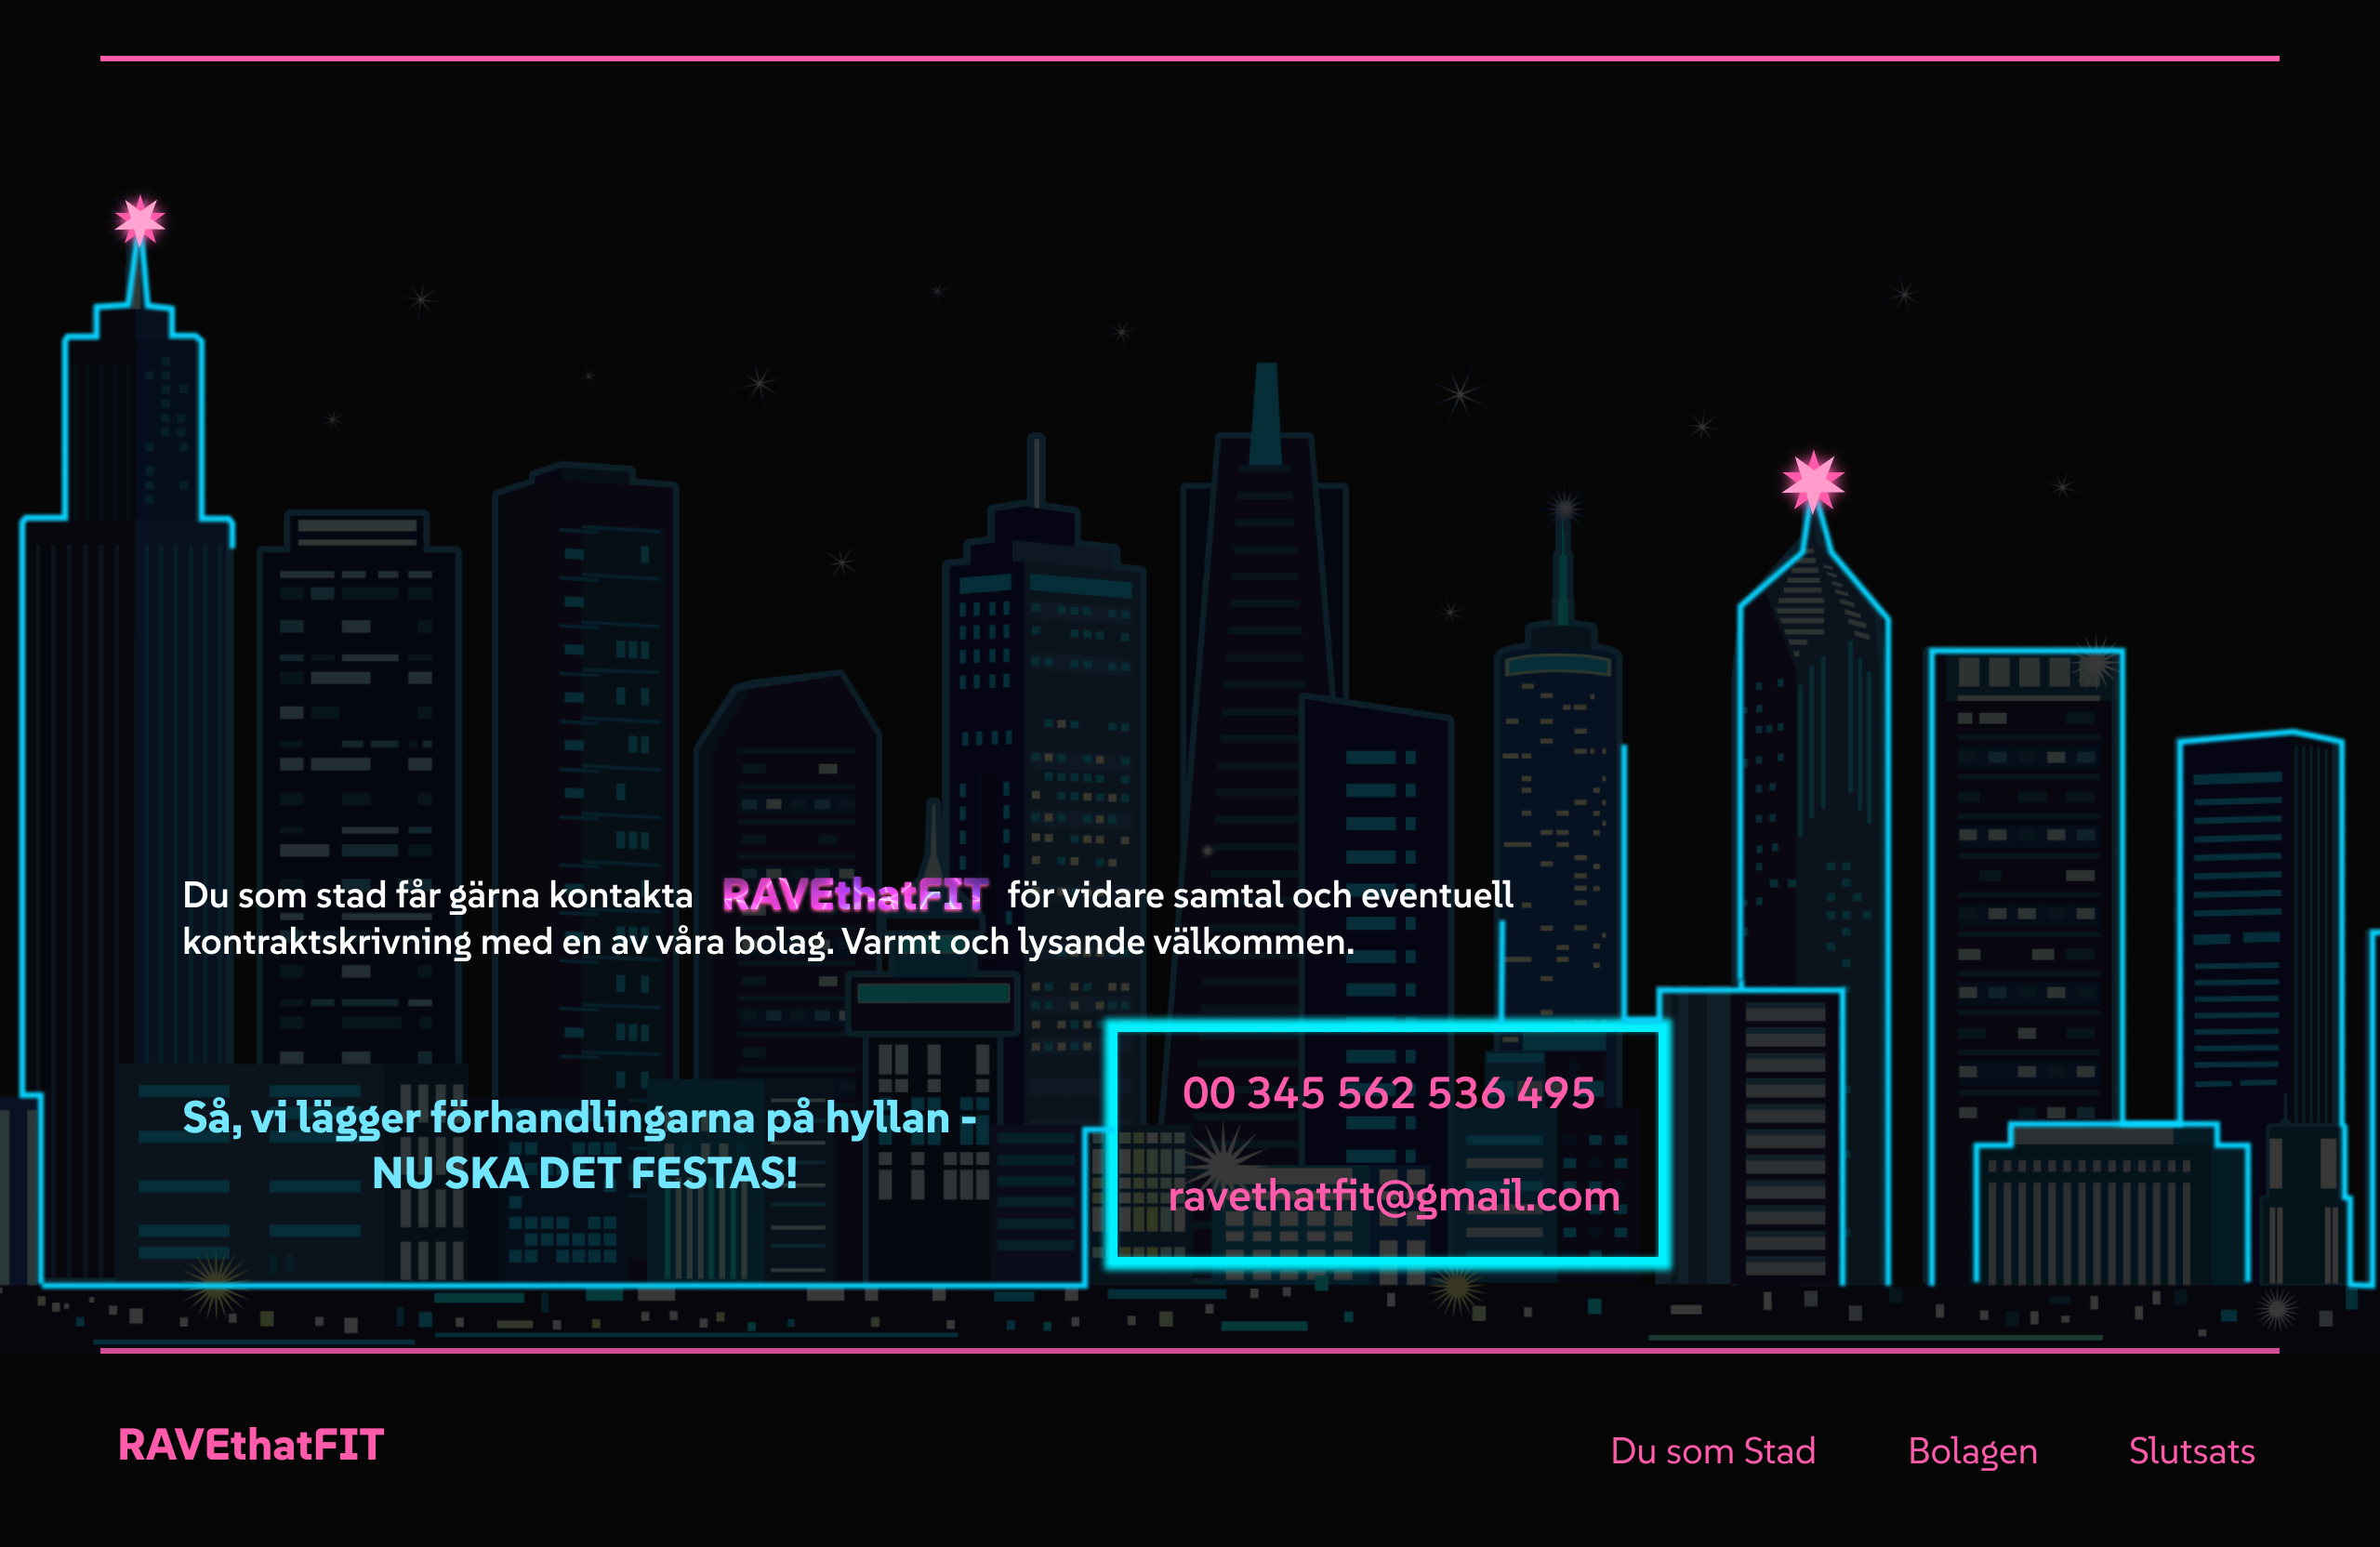 Du som stad får gärna kontakta RAVEthatFIT för vidare samtal och eventuell
kontraktskrivning med en av våra bolag. Varmt och lysande välkommen.
Så, vi lägger förhandlingarna på hyllan -
NU SKA DET FESTAS!
00 345 562 536 495
ravethatfit@gmail.com
RAVEthatFIT
Du som Stad Bolagen Slutsats